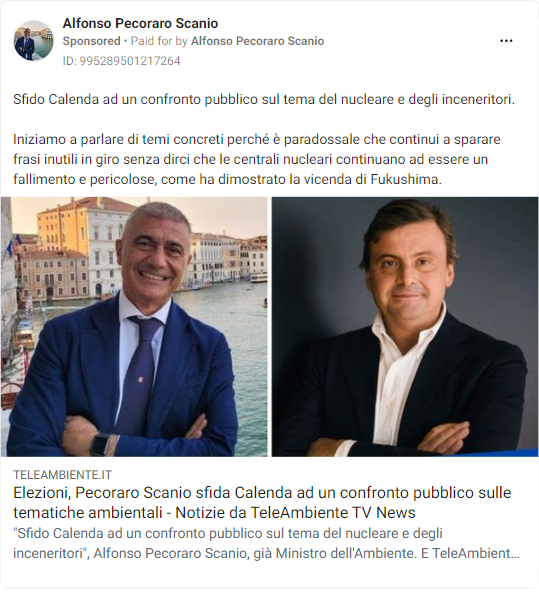 Alfonso Pecoraro Scanio
Sponsored • Paid for by Alfonso Pecoraro Scanio
ID: 995289501217264
Sfido Calenda ad un confronto pubblico sul tema del nucleare e degli inceneritori.
Iniziamo a parlare di temi concreti perché è paradossale che continui a sparare
frasi inutili in giro senza dirci che le centrali nucleari continuano ad essere un
fallimento e pericolose, come ha dimostrato la vicenda di Fukushima.
TELEAMBIENTE.IT
Elezioni, Pecoraro Scanio sfida Calenda ad un confronto pubblico sulle
tematiche ambientali - Notizie da TeleAmbiente TV News
"Sfido Calenda ad un confronto pubblico sul tema del nucleare e degli
inceneritori", Alfonso Pecoraro Scanio, già Ministro dell'Ambiente. E TeleAmbient...